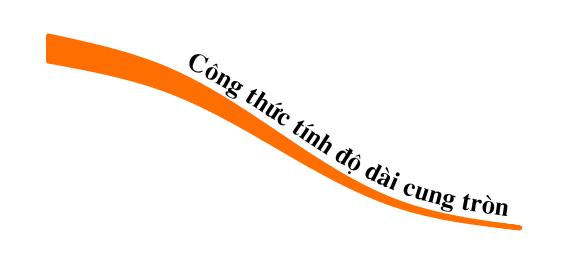 Công thức tính độ dài cung tròn